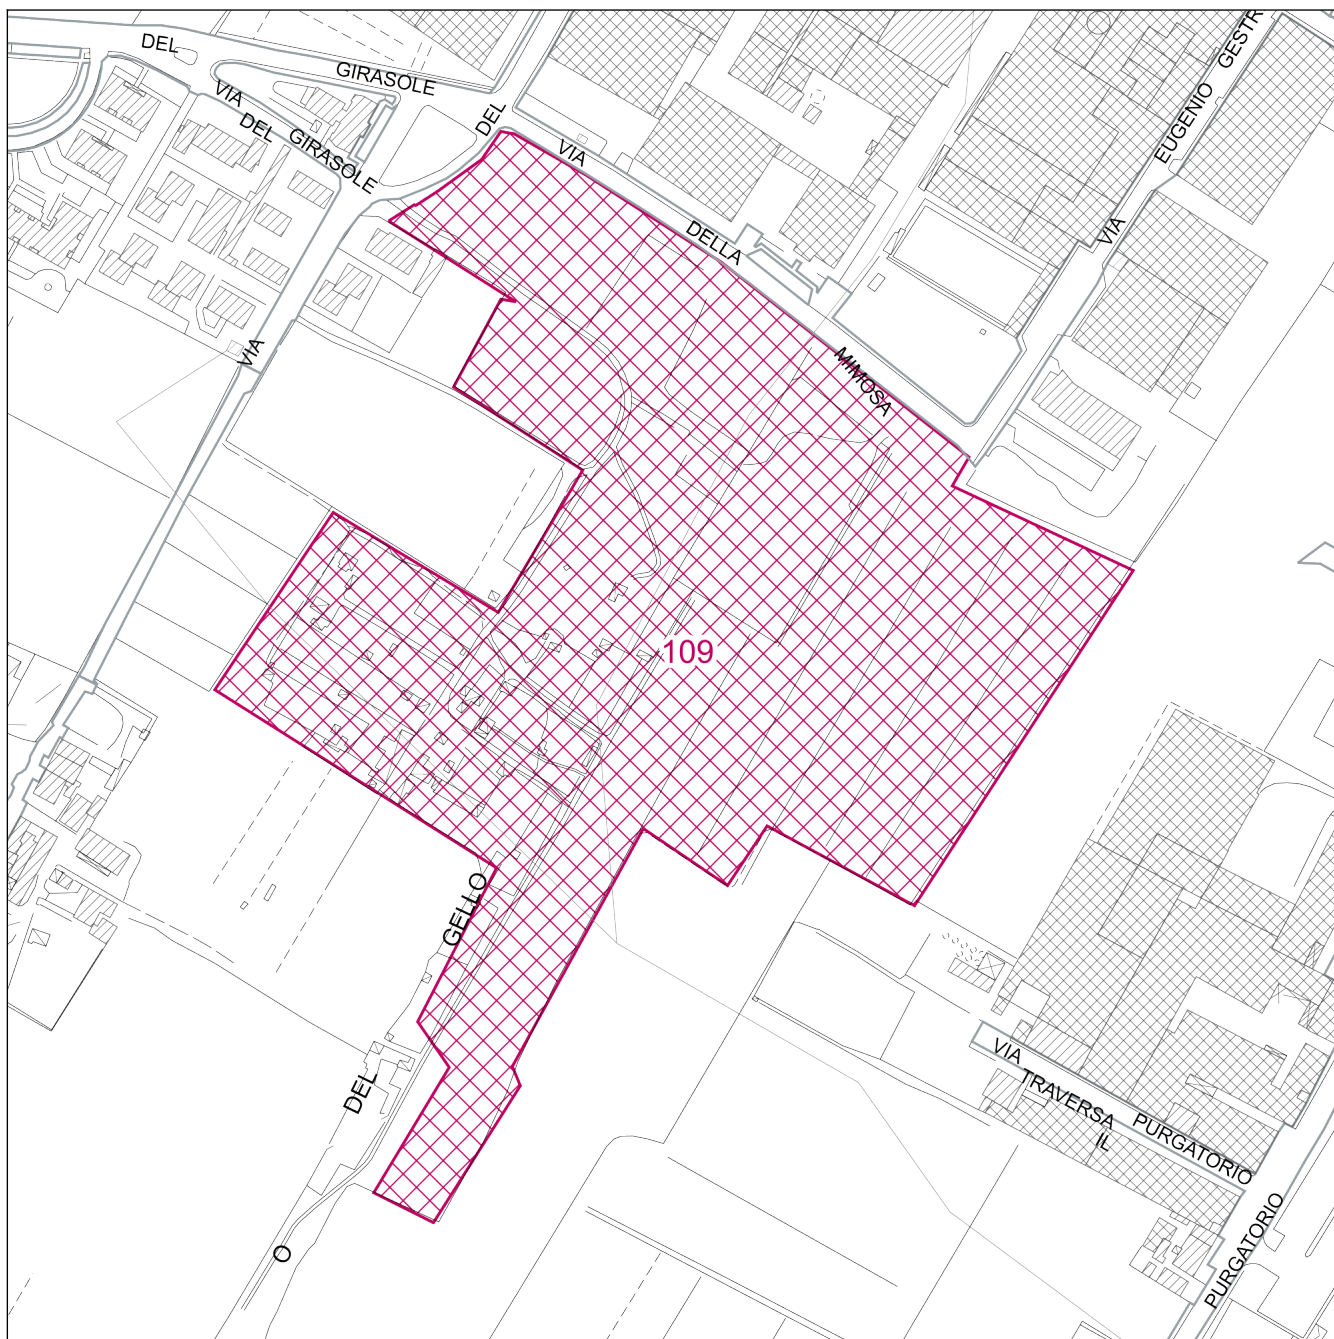 DEL
GIRASOLE
VIA
DEL
GIRASOLE
DEL
VIA
DELLA
MIMOSA
VIA
EUGENIO
GESTR
VIA
109
GELLO
DEL
O
VIA
TRAVERSA
IL
PURGATORIO
PURGATORIO